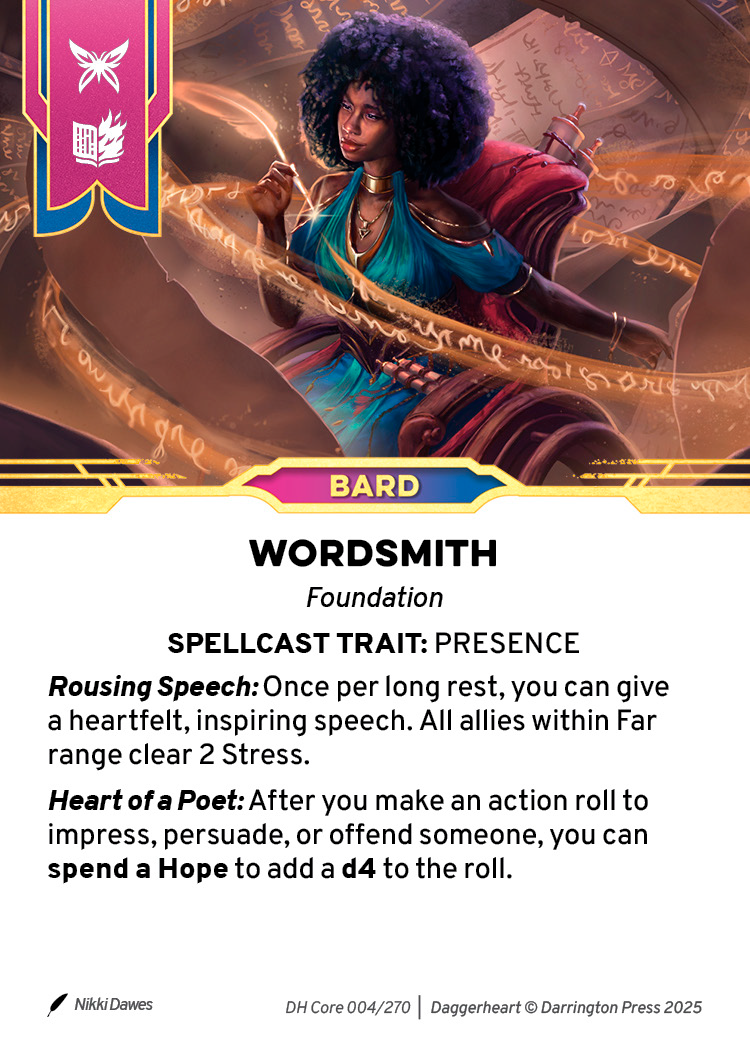 BARD
WORDSMITH
Foundation
SPELLCAST TRAIT: PRESENCE
Rousing Speech: Once per long rest, you can give
a heartfelt, inspiring speech. All allies within Far
range clear 2 Stress.
Heart of a Poet: After you make an action roll to
impress, persuade, or offend someone, you can
spend a Hope to add a d4 to the roll.
Nikki Dawes
DH Core 004/270 | Daggerheart © Darrington Press 2025